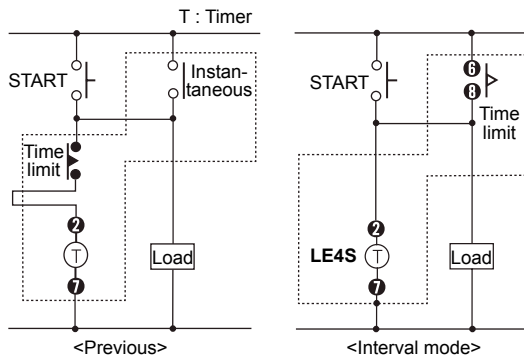 T : Timer
START
Instan-
taneous
Time
limit
2
T
7
Load
<Previous>
START
6
8
Time
limit
2
LE4S
T
7
Load
<Interval mode>